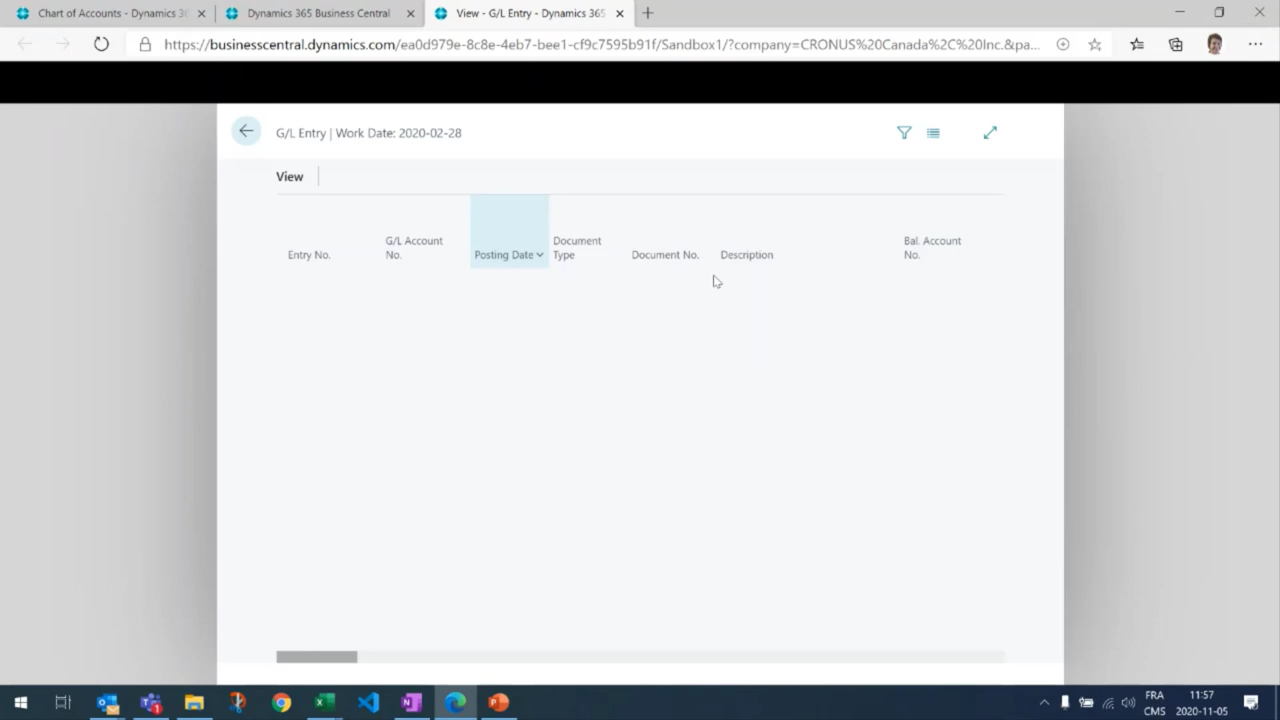 Chart of Accounts - Dynamics 3
Dynamics 365 Business Central
View - G/L Entry - Dynamics 365
https://businesscentral.dynamics.com/ea0d979e-8c8e-4eb7-bee1-cf9c7595b91f/Sandbox1/?company=CRONUS%20Canada%2C%20Inc.&pa...
G/L Entry | Work Date: 2020-02-28
View
Entry No.
G/L Account
No.
Posting Date
Document
Type
Document No.
Description
Bal. Account
No.
FRA
CMS
11:57
2020-11-05